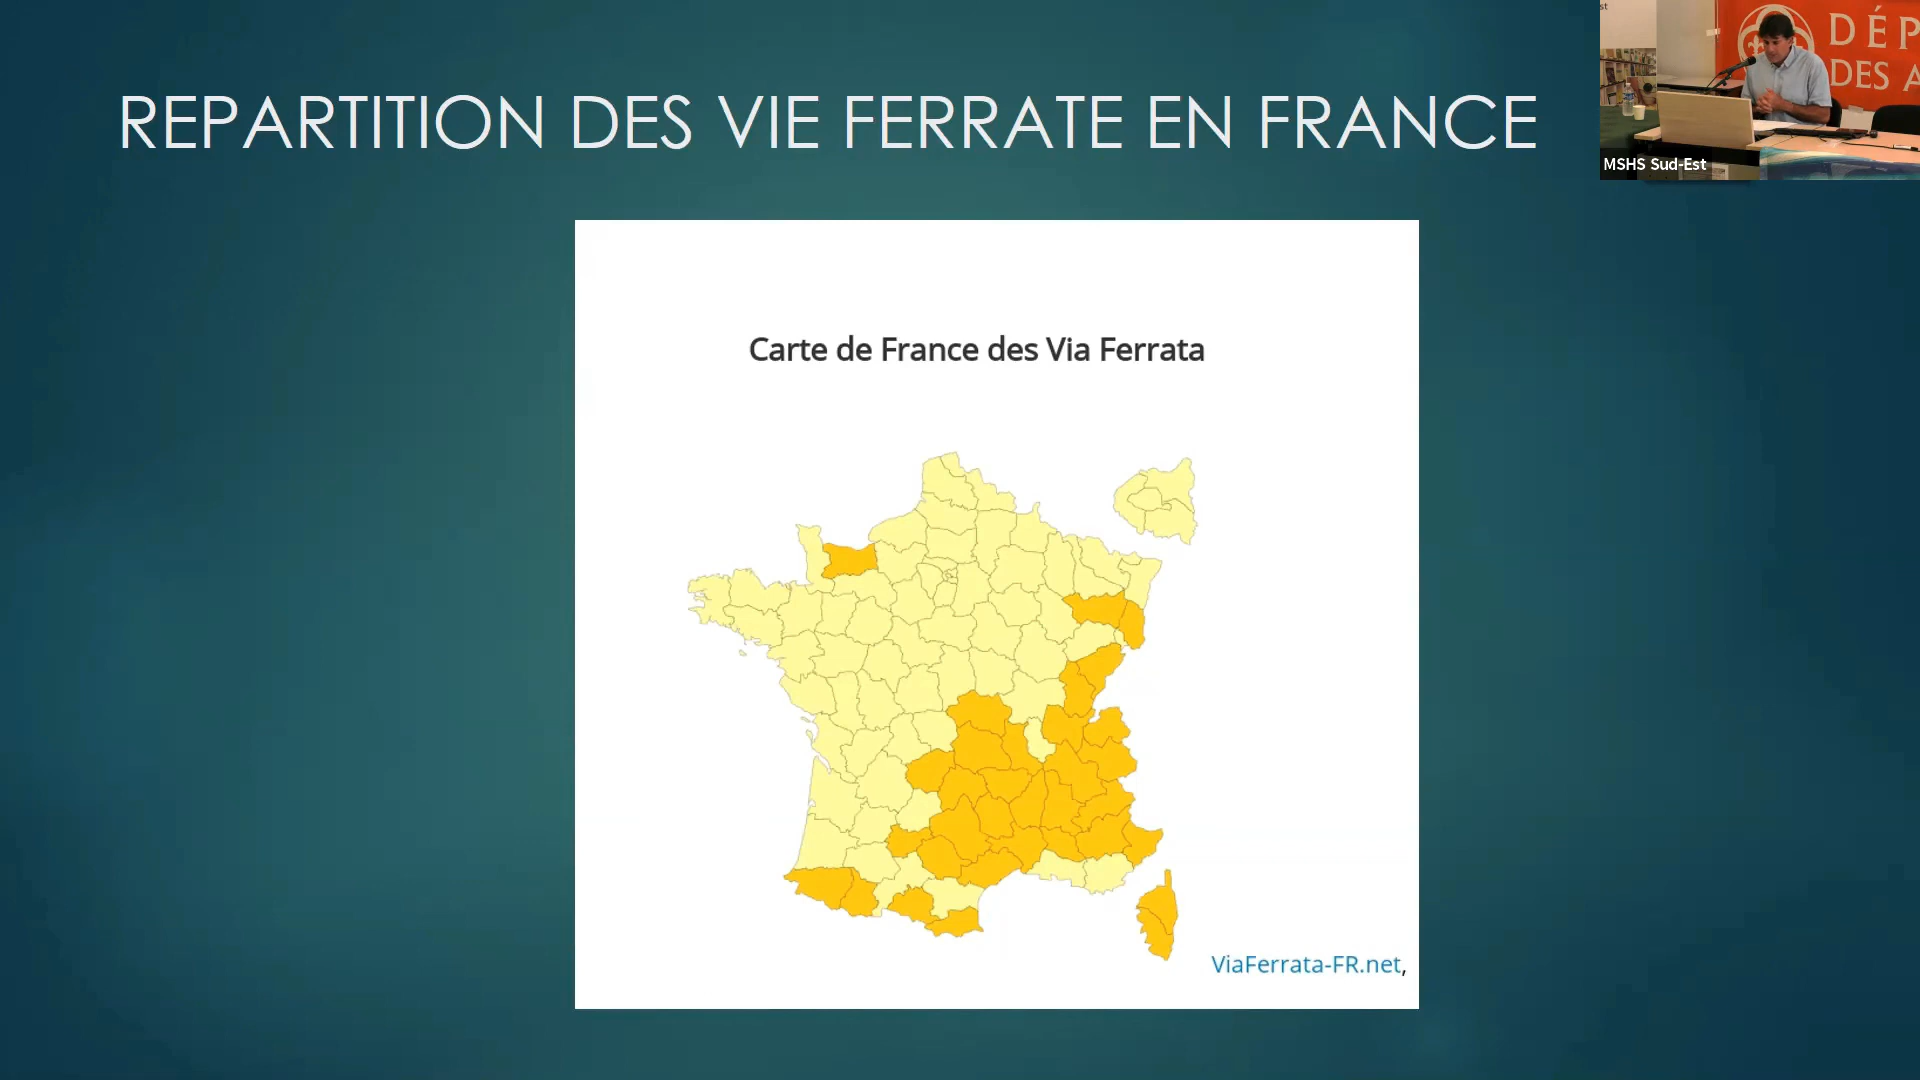 REPARTITION DES VIE FERRATE EN FRANCE
st
DÉP
DES A
MSHS Sud-Est
Carte de France des Via Ferrata
ViaFerrata-FR.net,